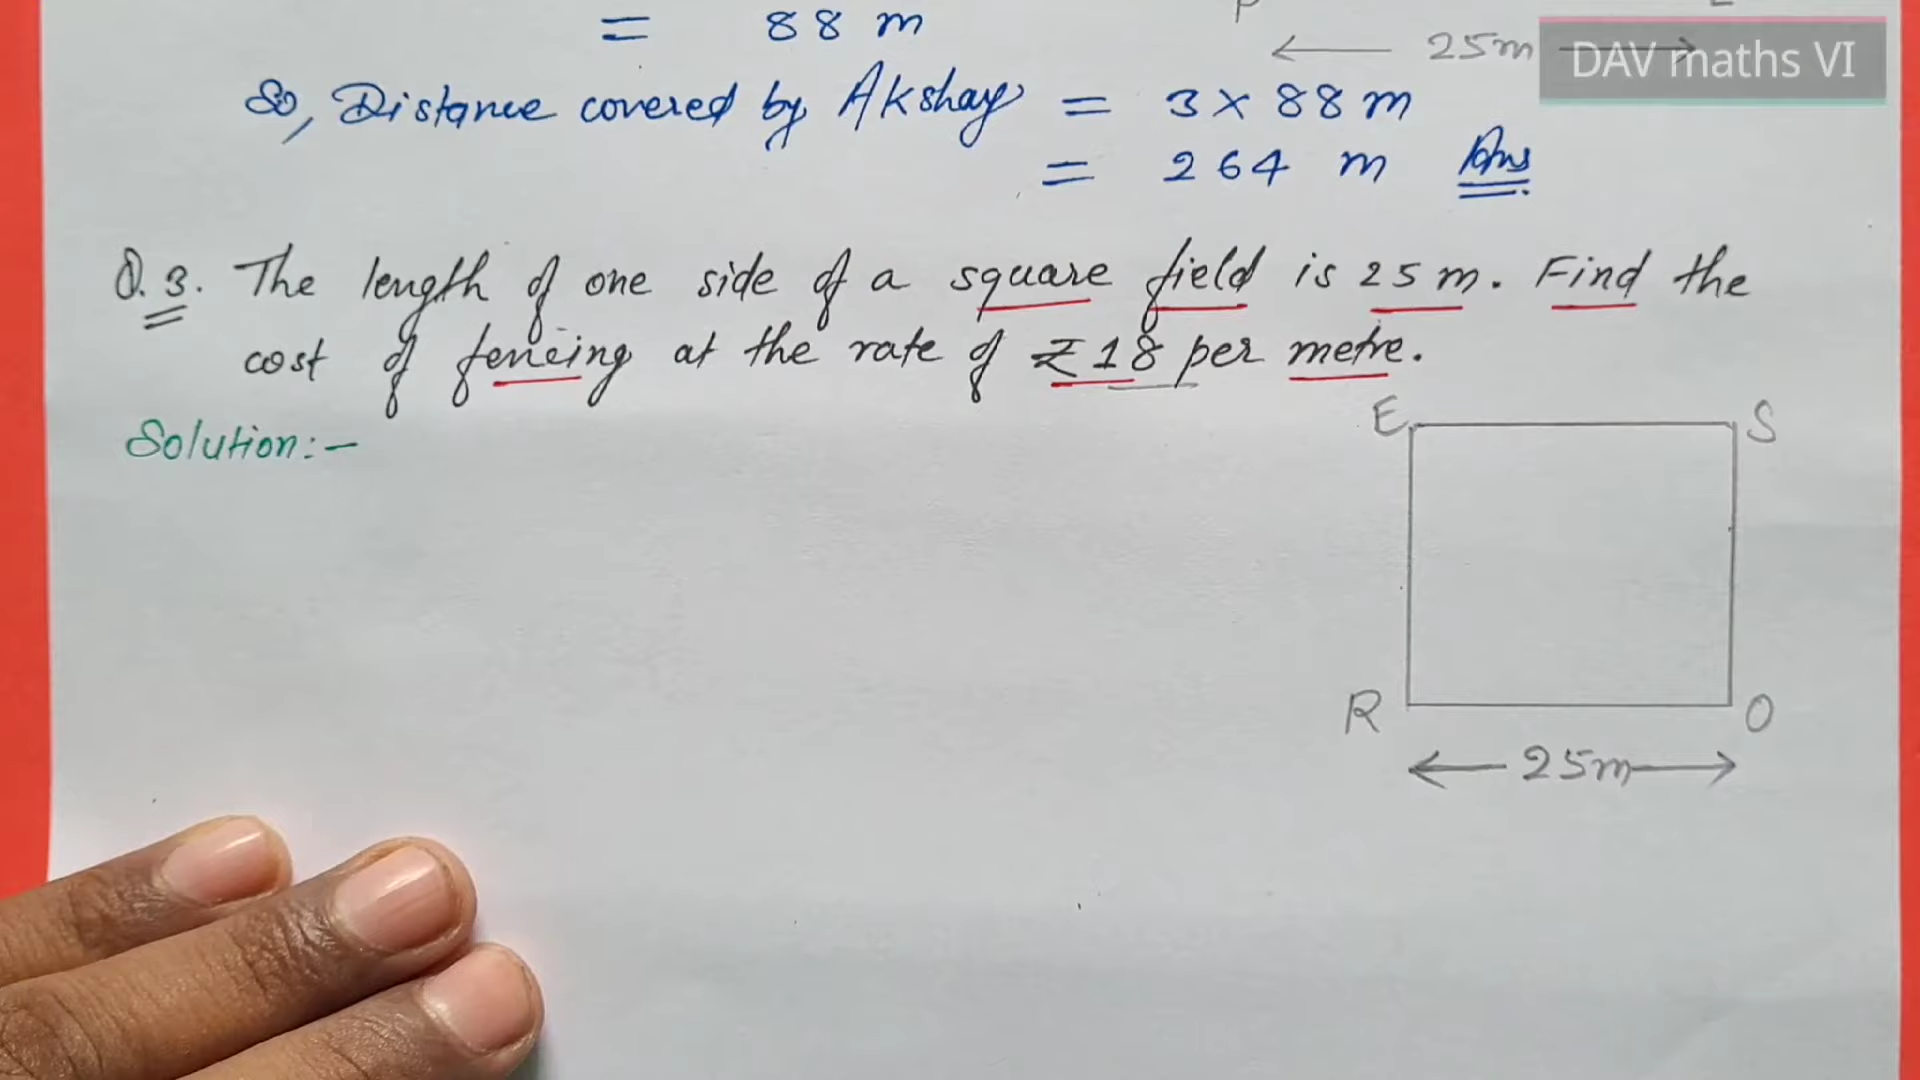 = 88 m
25m
DAV maths VI
So, Distance covered by Akshay = 3 × 88 m
= 264 m Ans
Q.3. The length of one side of a square field is 25 m. Find the
cost of fencing at the rate of ₹18 per metre.
Solution:-
E S
R O
25m